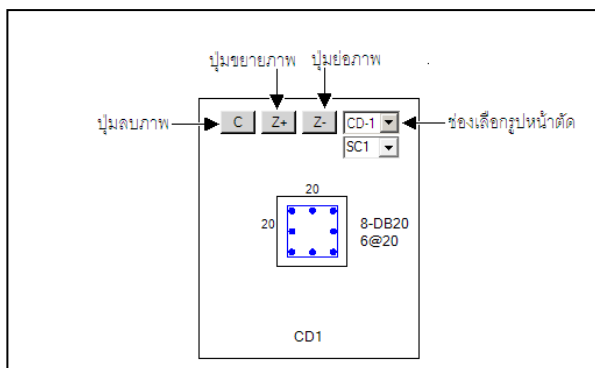 ปุ่มขยายภาพ
ปุ่มย่อภาพ
ปุ่มลบภาพ
C
Z+
Z-
CD-1
ช่องเลือกรูปหน้าตัด
SC1
20
20
8-DB20
6@20
CD1